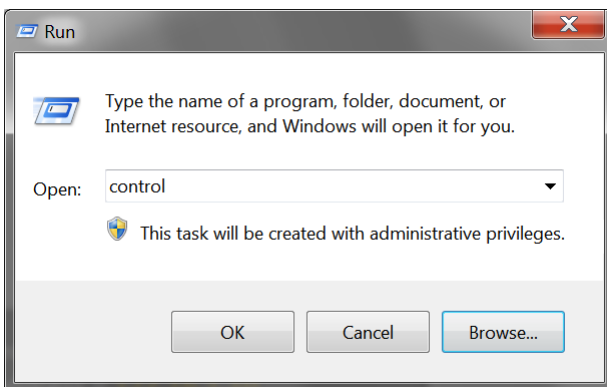 Run
Type the name of a program, folder, document, or
Internet resource, and Windows will open it for you.
Open: control
This task will be created with administrative privileges.
OK Cancel Browse...